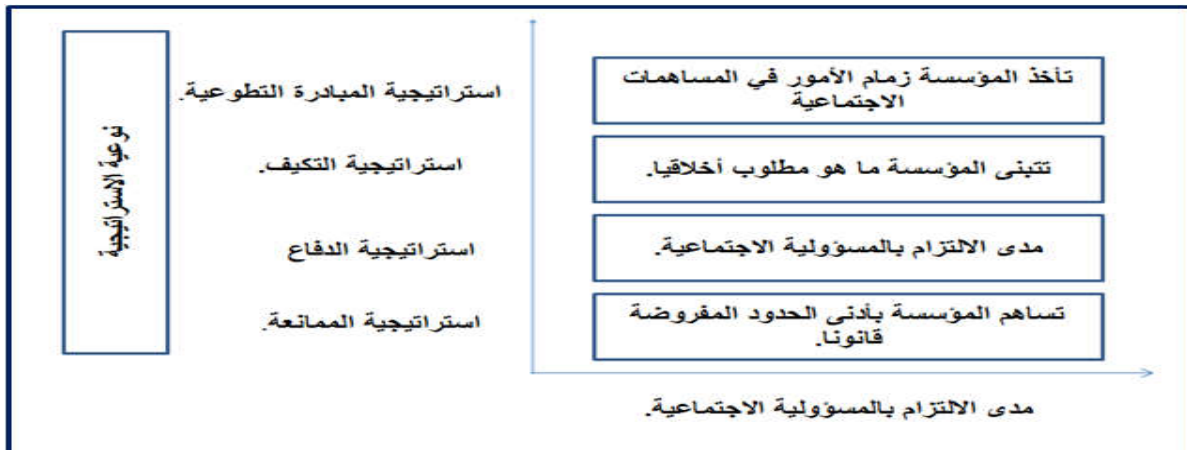 تأخذ المؤسسة زمام الأمور في المساهمات
الاجتماعية
استراتيجية المبادرة التطوعية.
تتبنى المؤسسة ما هو مطلوب أخلاقيا.
استراتيجية التكيف.
مدى الالتزام بالمسؤولية الاجتماعية.
استراتيجية الدفاع
تساهم المؤسسة بأدنى الحدود المفروضة
قانونا.
استراتيجية الممانعة.
نوعية الاستراتيجية
مدى الالتزام بالمسؤولية الاجتماعية.